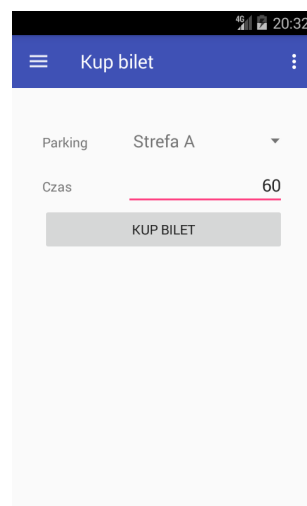 4G 20:32
Kup bilet
Parking Strefa A
Czas 60
KUP BILET